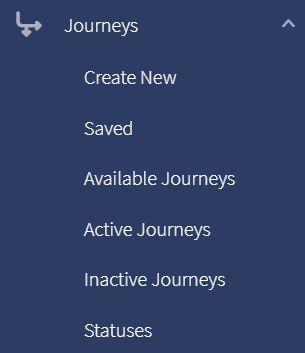 Journeys
Create New
Saved
Available Journeys
Active Journeys
Inactive Journeys
Statuses